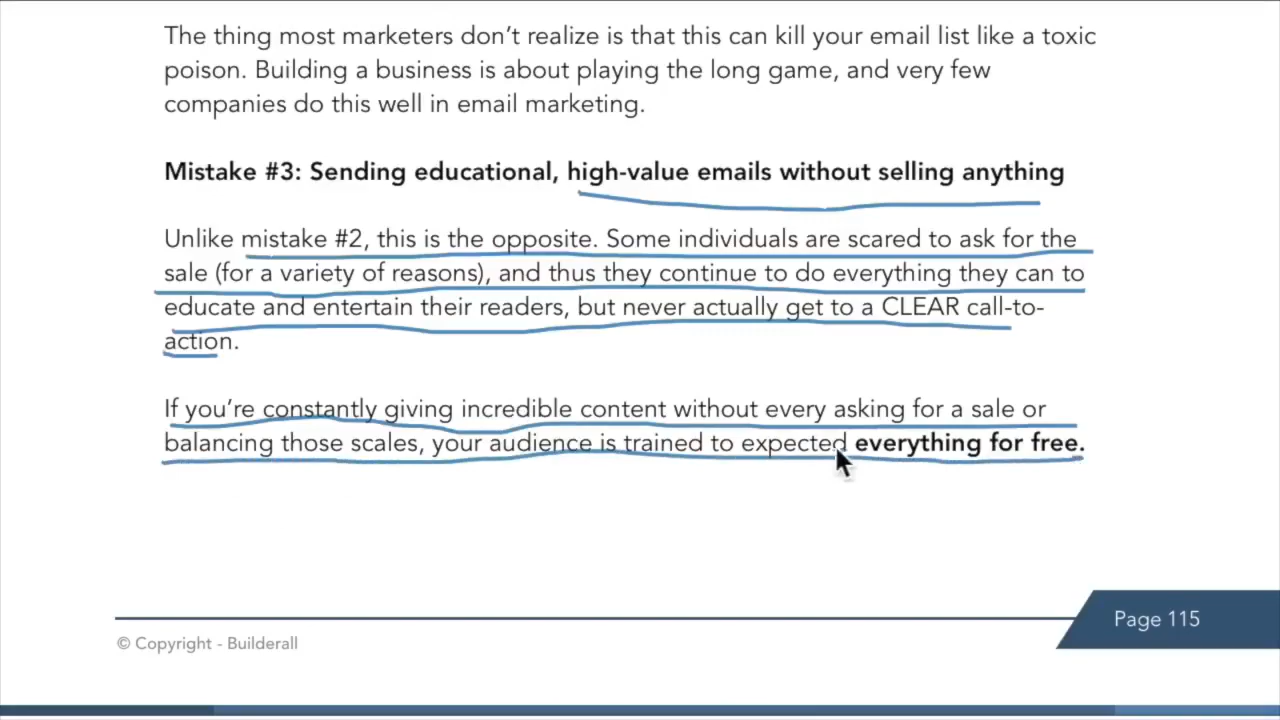 The thing most marketers don't realize is that this can kill your email list like a toxic
poison. Building a business is about playing the long game, and very few
companies do this well in email marketing.
Mistake #3: Sending educational, high-value emails without selling anything
Unlike mistake #2, this is the opposite. Some individuals are scared to ask for the
sale (for a variety of reasons), and thus they continue to do everything they can to
educate and entertain their readers, but never actually get to a CLEAR call-to-
action.
If you're constantly giving incredible content without every asking for a sale or
balancing those scales, your audience is trained to expected everything for free.
Page 115
© Copyright - Builderall